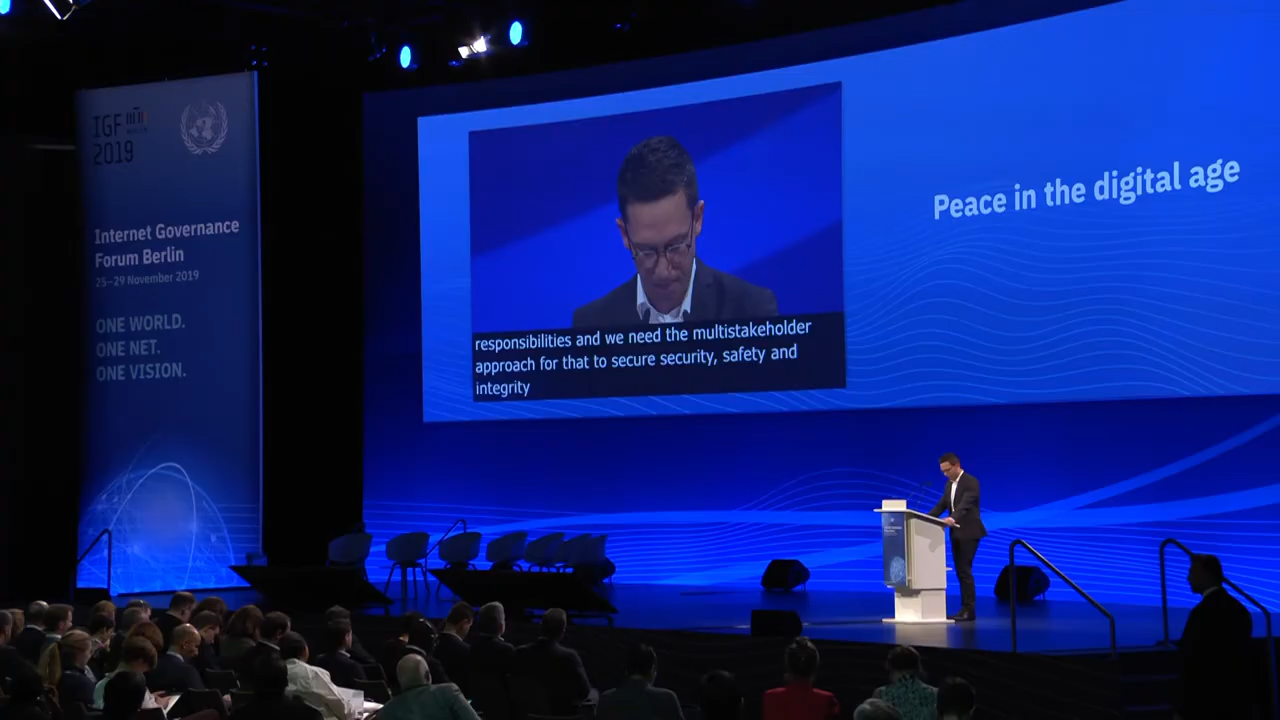 IGF
2019
Internet Governance
Forum Berlin
25–29 November 2019
ONE WORLD.
ONE NET.
ONE VISION.
Peace in the digital age
responsibilities and we need the multistakeholder
approach for that to secure security, safety and
integrity